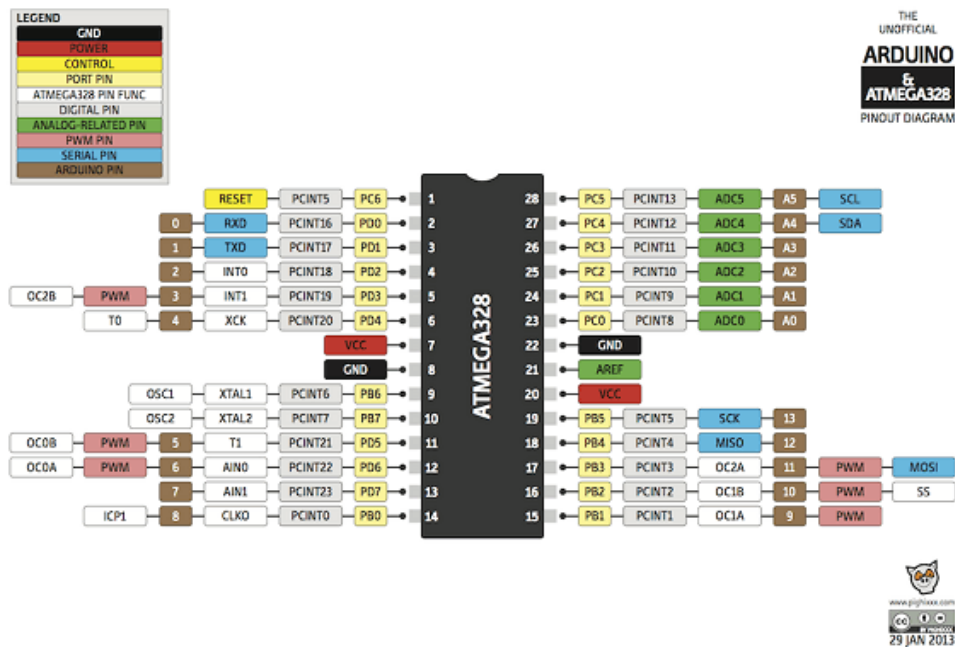 LEGEND
GND
POWER
CONTROL
PORT PIN
ATMEGA328 PIN FUNC
DIGITAL PIN
ANALOG-RELATED PIN
PWM PIN
SERIAL PIN
ARDUINO PIN
THE
UNOFFICIAL
ARDUINO
&
ATMEGA328
PINOUT DIAGRAM
RESET PCINT5 PC6 1 28 PC5 PCINT13 ADC5 A5 SCL
0 RXD PCINT16 PD0 2 27 PC4 PCINT12 ADC4 A4 SDA
1 TXD PCINT17 PD1 3 26 PC3 PCINT11 ADC3 A3
2 INT0 PCINT18 PD2 4 25 PC2 PCINT10 ADC2 A2
OC2B PWM 3 INT1 PCINT19 PD3 5 24 PC1 PCINT9 ADC1 A1
T0 4 XCK PCINT20 PD4 6 23 PC0 PCINT8 ADC0 A0
VCC 7 22 GND
GND 8 21 AREF
OSC1 XTAL1 PCINT6 PB6 9 20 VCC
OSC2 XTAL2 PCINT7 PB7 10 19 PB5 PCINT5 SCK 13
OC0B PWM 5 T1 PCINT21 PD5 11 18 PB4 PCINT4 MISO 12
OC0A PWM 6 AIN0 PCINT22 PD6 12 17 PB3 PCINT3 OC2A 11 PWM MOSI
7 AIN1 PCINT23 PD7 13 16 PB2 PCINT2 OC1B 10 PWM SS
ICP1 8 CLKO PCINT0 PB0 14 15 PB1 PCINT1 OC1A 9 PWM
ATMEGA328
www.pighixxx.com
cc
BY PIGHIXXX
29 JAN 2013